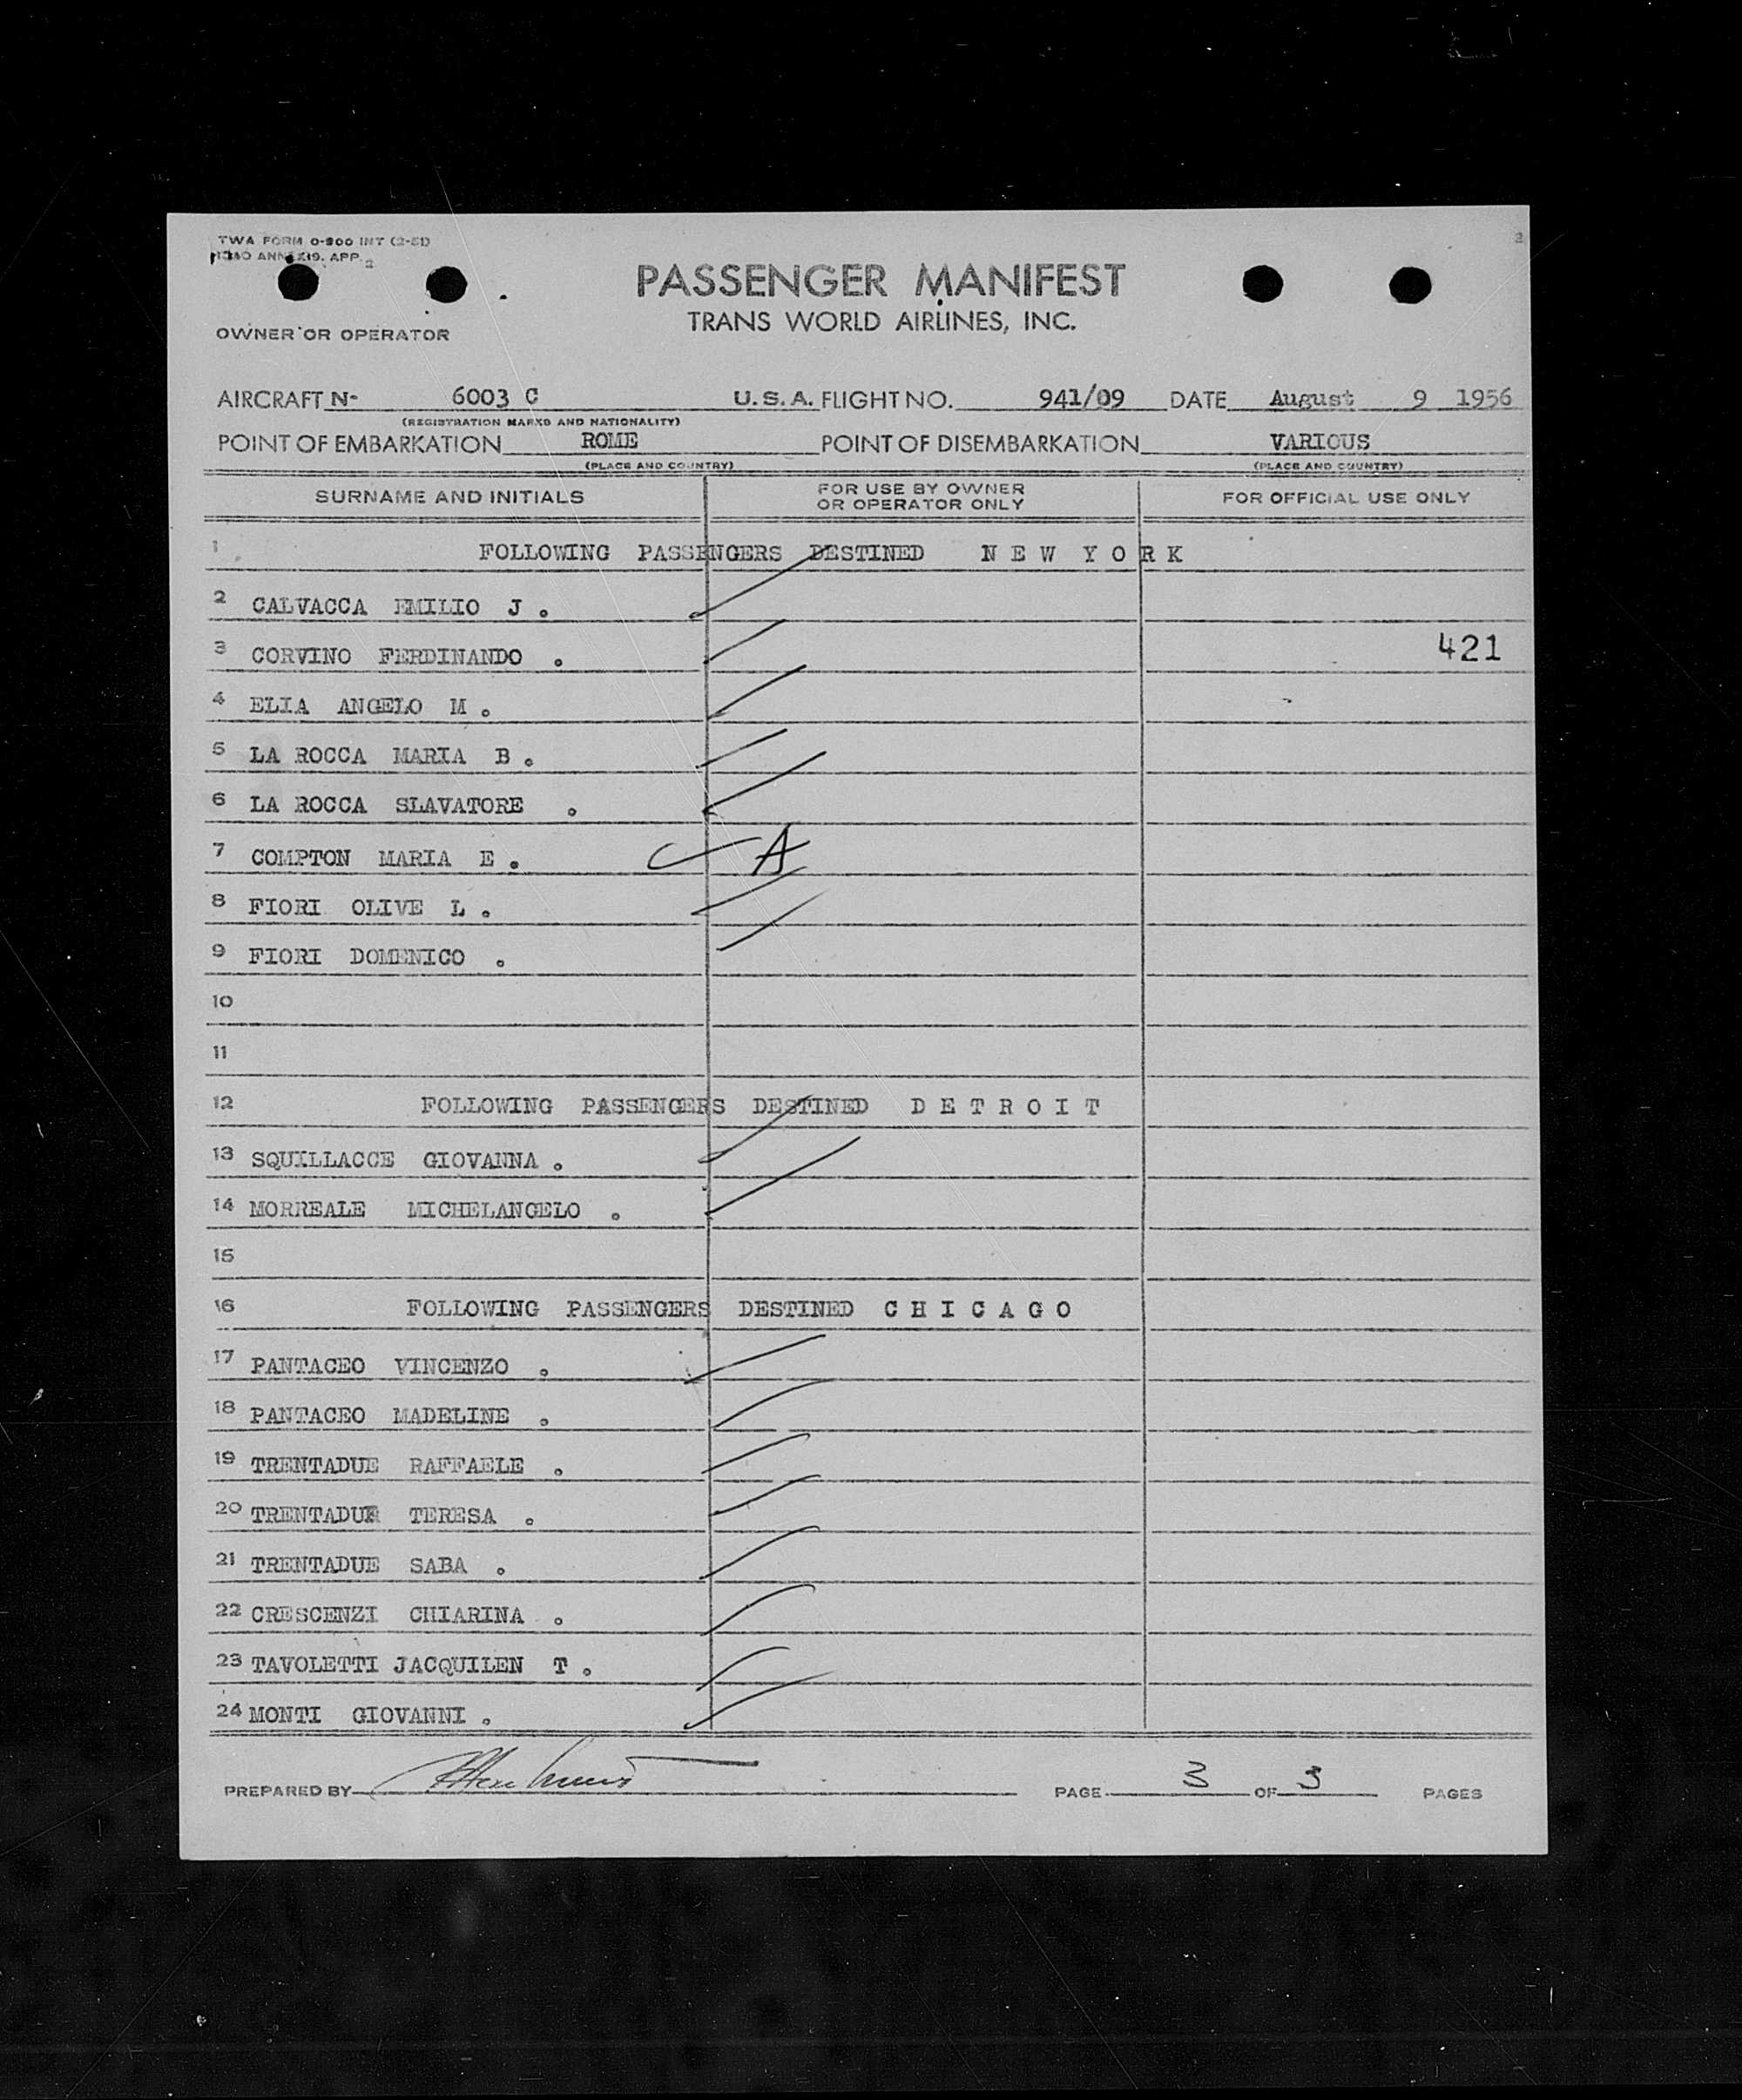 TWA FORM 0-900 INT (2-51)
ICAO ANNEX 9. APP. 2
2
PASSENGER MANIFEST
TRANS WORLD AIRLINES, INC.
OWNER OR OPERATOR
AIRCRAFT N- 6003 C U.S.A. FLIGHT NO. 941/09 DATE August 9 1956
(REGISTRATION MARKS AND NATIONALITY)
POINT OF EMBARKATION ROME POINT OF DISEMBARKATION VARIOUS
(PLACE AND COUNTRY) (PLACE AND COUNTRY)
SURNAME AND INITIALS FOR USE BY OWNER OR OPERATOR ONLY FOR OFFICIAL USE ONLY
1 FOLLOWING PASSENGERS DESTINED N E W Y O R K
2 CALVACCA EMILIO J .
3 CORVINO FERDINANDO . 421
4 ELIA ANGELO M .
5 LA ROCCA MARIA B .
6 LA ROCCA SLAVATORE .
7 COMPTON MARIA E . A
8 FIORI OLIVE L .
9 FIORI DOMENICO .
10
11
12 FOLLOWING PASSENGERS DESTINED D E T R O I T
13 SQUILLACCE GIOVANNA .
14 MORREALE MICHELANGELO .
15
16 FOLLOWING PASSENGERS DESTINED C H I C A G O
17 PANTACEO VINCENZO .
18 PANTACEO MADELINE .
19 TRENTADUE RAFFAELE .
20 TRENTADUE TERESA .
21 TRENTADUE SABA .
22 CRESCENZI CHIARINA .
23 TAVOLETTI JACQUILEN T .
24 MONTI GIOVANNI .
PREPARED BY PAGE 3 OF 3 PAGES